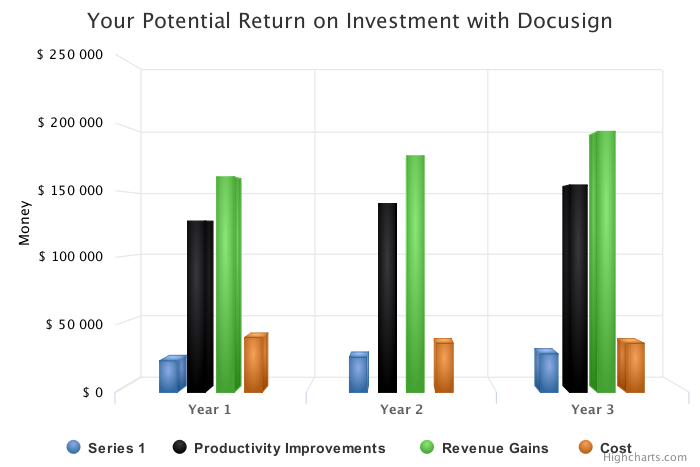 Your Potential Return on Investment with Docusign
$ 250 000
$ 200 000
$ 150 000
$ 100 000
$ 50 000
$ 0
Money
Year 1
Year 2
Year 3
Series 1
Productivity Improvements
Revenue Gains
Cost
Highcharts.com